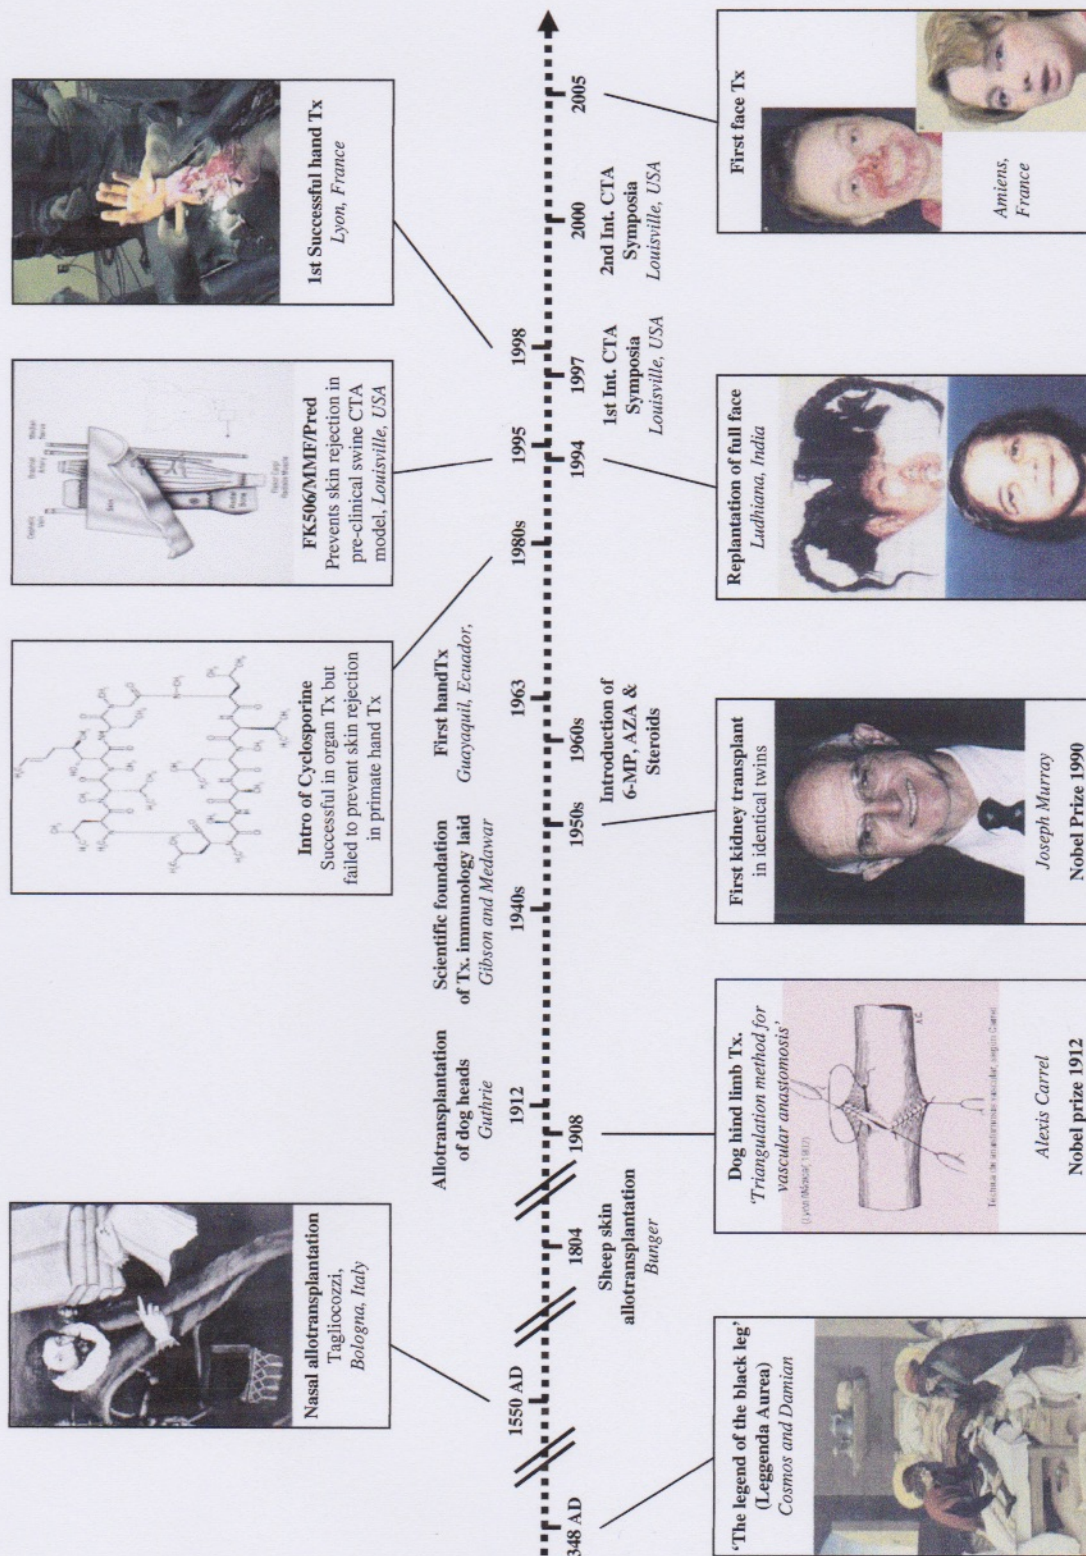 Nasal allotransplantation
Tagliocozzi,
Bologna, Italy
Intro of Cyclosporine
Successful in organ Tx but
failed to prevent skin rejection
in primate hand Tx
FK506/MMF/Pred
Prevents skin rejection in
pre-clinical swine CTA
model, Louisville, USA
1st Successful hand Tx
Lyon, France
Allotransplantation
of dog heads
Guthrie
Scientific foundation
of Tx. immunology laid
Gibson and Medawar
First handTx
Guayaquil, Ecuador,
1550 AD
1912
1940s
1963
1980s
1995
1998
348 AD
1804
1908
1950s
1960s
1994
1997
2000
2005
Sheep skin
allotransplantation
Bunger
Introduction of
6-MP, AZA &
Steroids
1st Int. CTA
Symposia
Louisville, USA
2nd Int. CTA
Symposia
Louisville, USA
'The legend of the black leg'
(Leggenda Aurea)
Cosmos and Damian
Dog hind limb Tx.
'Triangulation method for
vascular anastomosis'
Alexis Carrel
Nobel prize 1912
First kidney transplant
in identical twins
Joseph Murray
Nobel Prize 1990
Replantation of full face
Ludhiana, India
First face Tx
Amiens,
France